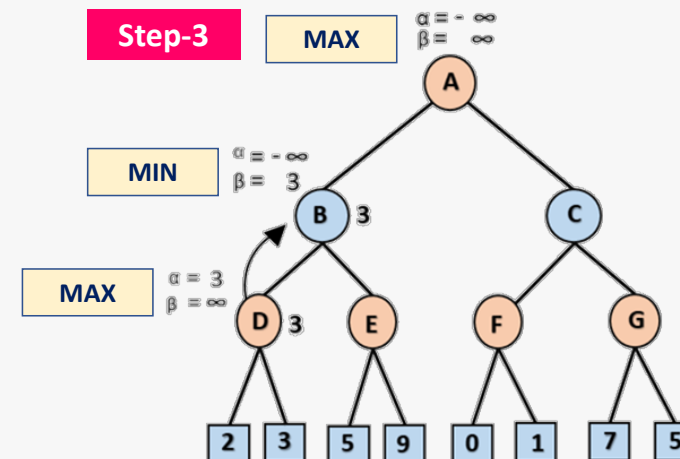 Step-3
MAX
α = - ∞
β = ∞
A
MIN
α = - ∞
β = 3
B 3
C
MAX
α = 3
β = ∞
D 3
E
F
G
2 3 5 9 0 1 7 5